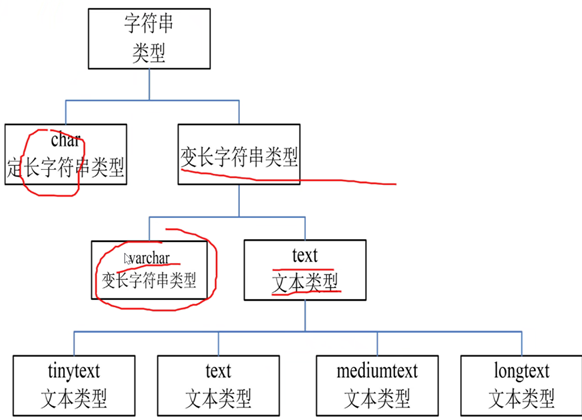 字符串
类型
char
定长字符串类型
变长字符串类型
varchar
变长字符串类型
text
文本类型
tinytext
文本类型
text
文本类型
mediumtext
文本类型
longtext
文本类型